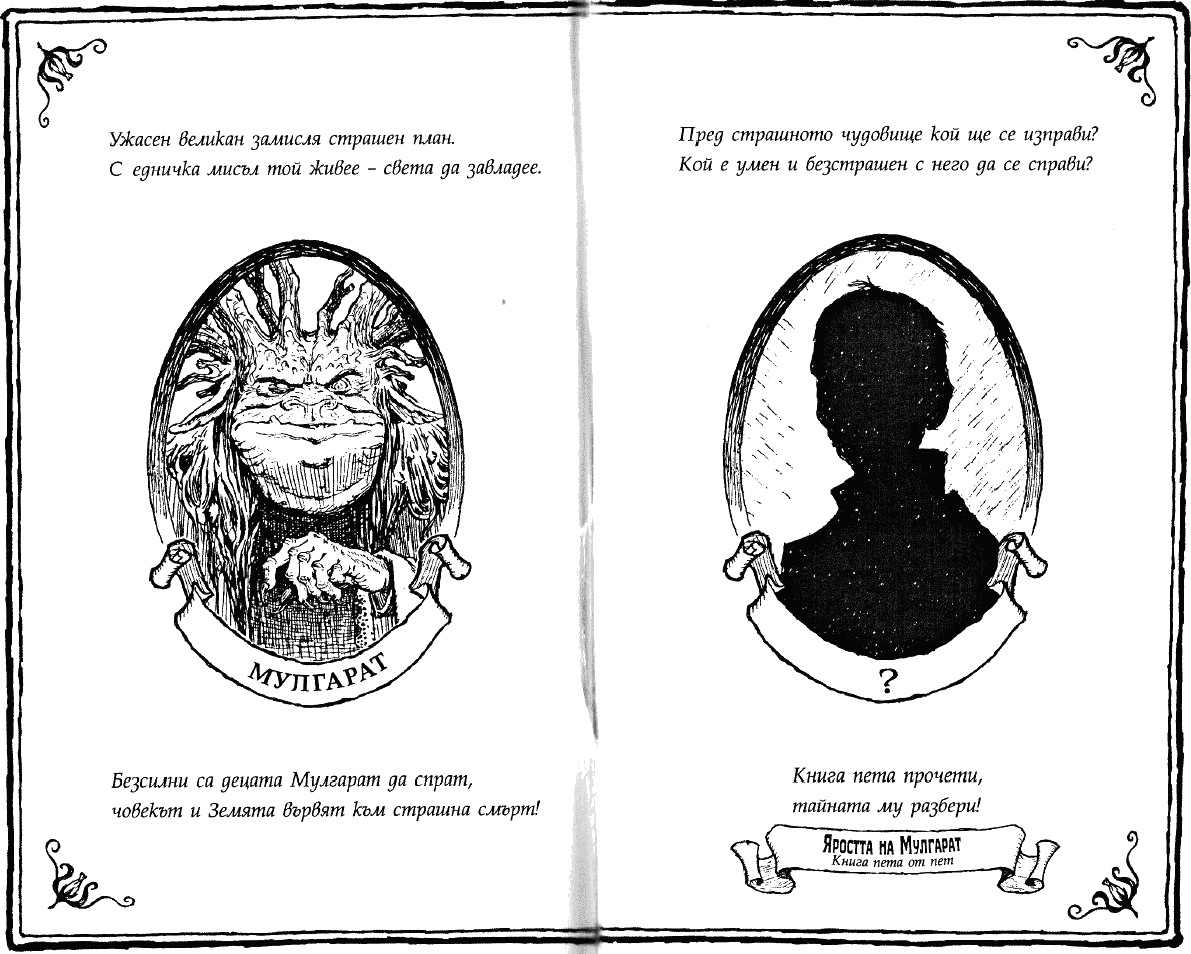 Ужасен великан замисля страшен план.
С едничка мисъл той живее – света да завладее.
МУЛГАРАТ
Безсилни са децата Мулгарат да спрат,
човекът и Земята вървят към страшна смърт!
Пред страшното чудовище кой ще се изправи?
Кой е умен и безстрашен с него да се справи?
?
Книга пета прочети,
тайната му разбери!
ЯРОСТТА НА МУЛГАРАТ
Книга пета от пет